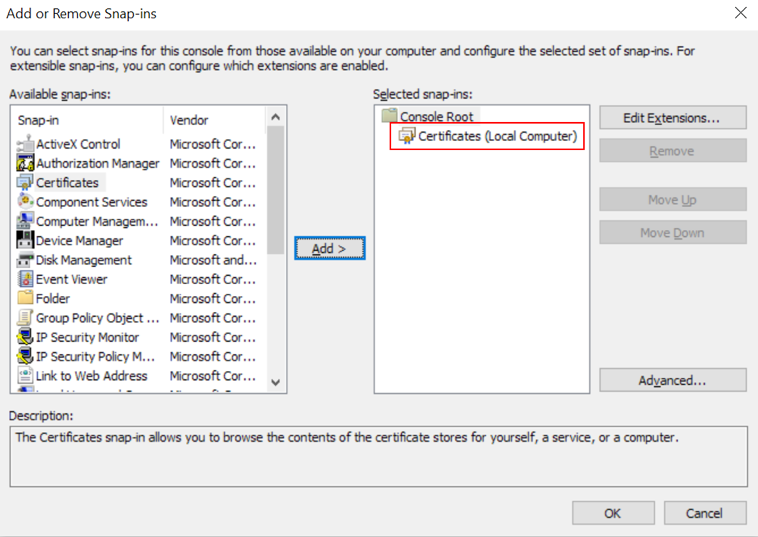 Add or Remove Snap-ins
You can select snap-ins for this console from those available on your computer and configure the selected set of snap-ins. For
extensible snap-ins, you can configure which extensions are enabled.
Available snap-ins:
Snap-in Vendor
ActiveX Control Microsoft Cor...
Authorization Manager Microsoft Cor...
Certificates Microsoft Cor...
Component Services Microsoft Cor...
Computer Managem... Microsoft Cor...
Device Manager Microsoft Cor...
Disk Management Microsoft and...
Event Viewer Microsoft Cor...
Folder Microsoft Cor...
Group Policy Object ... Microsoft Cor...
IP Security Monitor Microsoft Cor...
IP Security Policy M... Microsoft Cor...
Link to Web Address Microsoft Cor...
Add >
Selected snap-ins:
Console Root
Certificates (Local Computer)
Edit Extensions...
Remove
Move Up
Move Down
Advanced...
Description:
The Certificates snap-in allows you to browse the contents of the certificate stores for yourself, a service, or a computer.
OK
Cancel